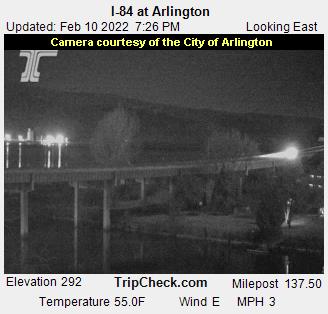 I-84 at Arlington
Updated: Feb 10 2022 7:26 PM Looking East
Camera courtesy of the City of Arlington
Elevation 292 TripCheck.com Milepost 137.50
Temperature 55.0F Wind E MPH 3